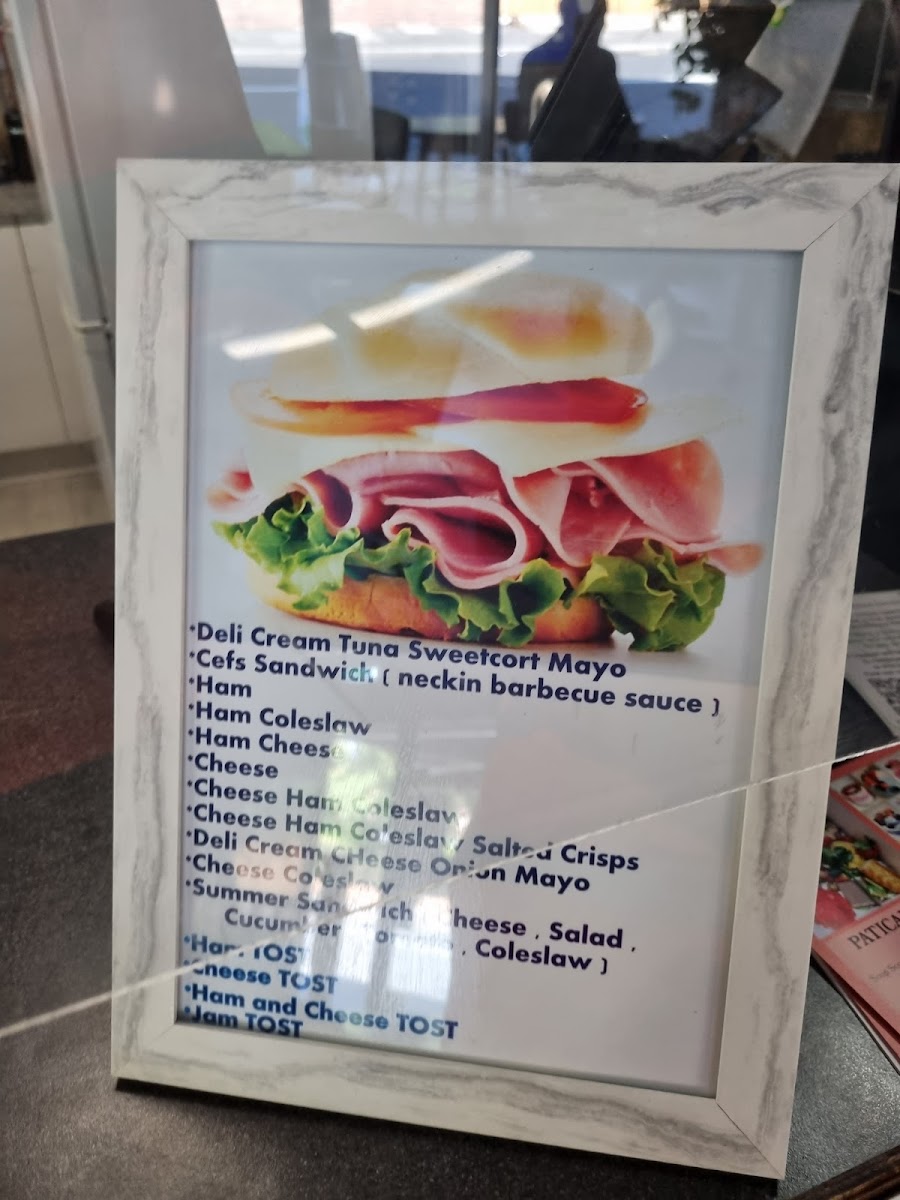 •Deli Cream Tuna Sweetcort Mayo
•Cefs Sandwich ( neckin barbecue sauce )
•Ham
•Ham Coleslaw
•Ham Cheese
•Cheese
•Cheese Ham Coleslaw
•Cheese Ham Coleslaw Salted Crisps
•Deli Cream CHeese Onion Mayo
•Cheese Coleslaw
•Summer Sandwich ( Cheese , Salad ,
Cucumber , , Coleslaw )
•Ham TOST
•Cheese TOST
•Ham and Cheese TOST
•Jam TOST